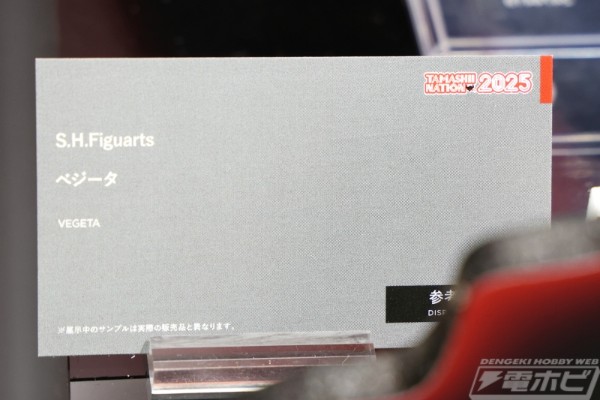 TAMASHII
NATION 2025
S.H.Figuarts
ベジータ
VEGETA
参考
※展示中のサンプルは実際の販売品と異なります。
DENGEKI HOBBY WEB
電ホビ